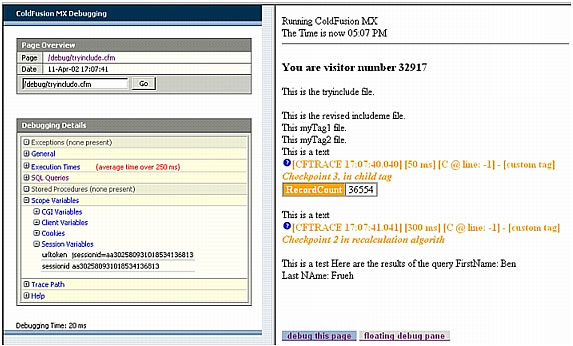 ColdFusion MX Debugging
Page Overview
Page /debug/tryinclude.cfm
Date 11-Apr-02 17:07:41
/debug/tryinclude.cfm Go
Debugging Details
Exceptions (none present)
General
Execution Times (average time over 250 ms)
SQL Queries
Stored Procedures (none present)
Scope Variables
CGI Variables
Client Variables
Cookies
Session Variables
urltoken jsessionid=aa302580931018534136813
sessionid aa302580931018534136813
Trace Path
Help
Debugging Time: 20 ms
Running ColdFusion MX
The Time is now 05:07 PM
You are visitor number 32917
This is the tryinclude file.
This is the revised includeme file.
This myTag1 file.
This myTag2 file.
This is a text
[CFTRACE 17:07:40.040] [50 ms] [C @ line: -1] - [custom tag]
Checkpoint 3, in child tag
RecordCount 36554
This is a text
[CFTRACE 17:07:41.041] [300 ms] [C @ line: -1] - [custom tag]
Checkpoint 2 in recalculation algorith
This is a test Here are the results of the query FirstName: Ben
Last NAme: Frueh
debug this page floating debug pane